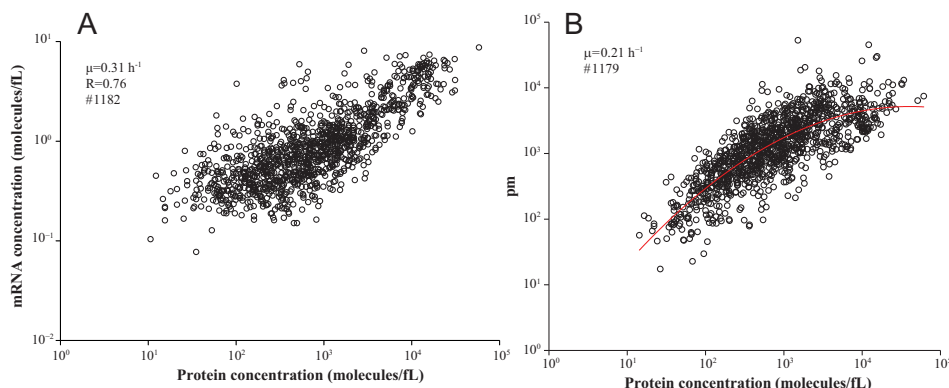 A
μ=0.31 h⁻¹
R=0.76
#1182
mRNA concentration (molecules/fL)
10¹
10⁰
10⁻¹
10⁻²
10⁰ 10¹ 10² 10³ 10⁴ 10⁵
Protein concentration (molecules/fL)
B
μ=0.21 h⁻¹
#1179
pm
10⁵
10⁴
10³
10²
10¹
10⁰
10⁰ 10¹ 10² 10³ 10⁴ 10⁵
Protein concentration (molecules/fL)